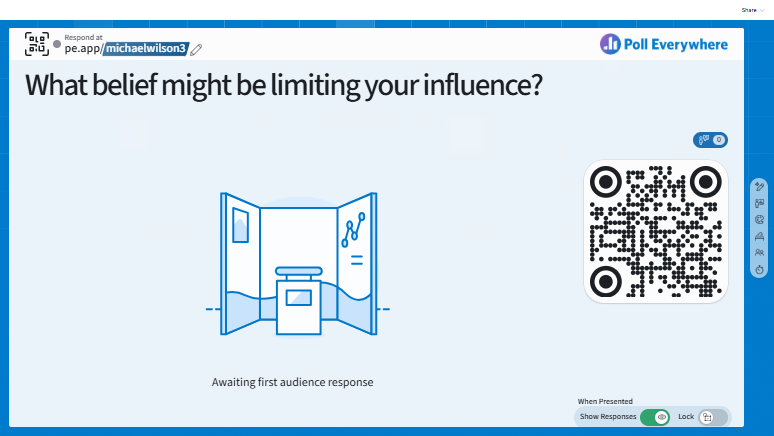 Share
Respond at
pe.app/michaelwilson3
Poll Everywhere
What belief might be limiting your influence?
0
Awaiting first audience response
When Presented
Show Responses
Lock